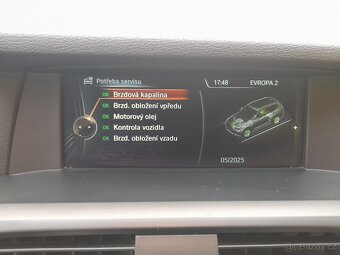 Potřeba servisu
17:48
EVROPA 2
OK Brzdová kapalina
OK Brzd. obložení vpředu
OK Motorový olej
OK Kontrola vozidla
OK Brzd. obložení vzadu
05/2025